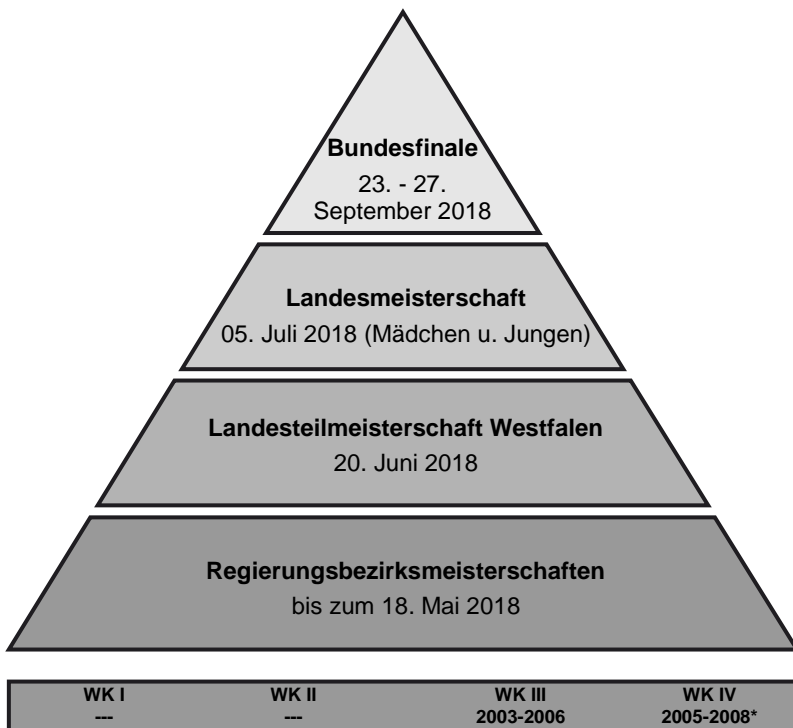 Bundesfinale
23. - 27.
September 2018
Landesmeisterschaft
05. Juli 2018 (Mädchen u. Jungen)
Landesteilmeisterschaft Westfalen
20. Juni 2018
Regierungsbezirksmeisterschaften
bis zum 18. Mai 2018
WK I WK II WK III WK IV
--- --- 2003-2006 2005-2008*